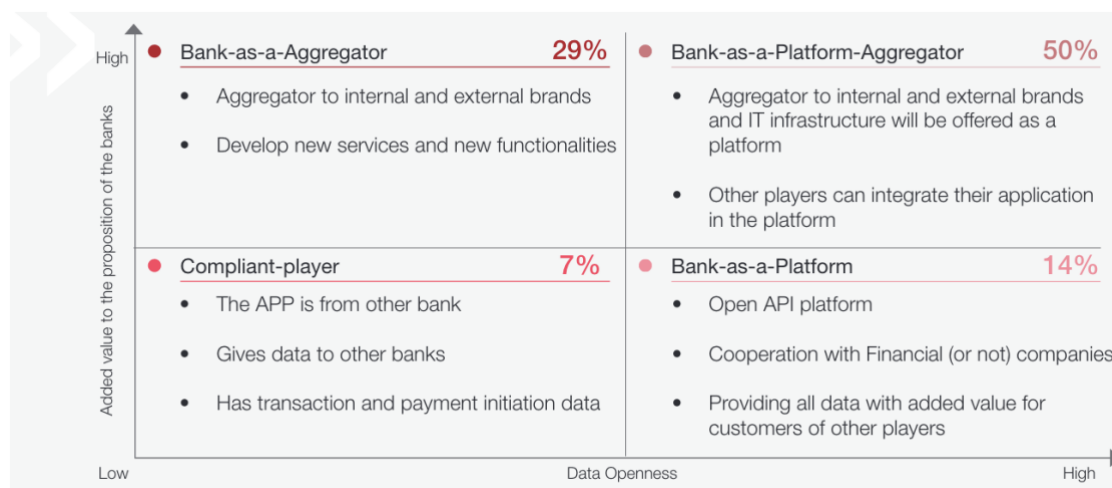 High
Added value to the proposition of the banks
Bank-as-a-Aggregator 29%
• Aggregator to internal and external brands
• Develop new services and new functionalities
Bank-as-a-Platform-Aggregator 50%
• Aggregator to internal and external brands
and IT infrastructure will be offered as a
platform
• Other players can integrate their application
in the platform
Compliant-player 7%
• The APP is from other bank
• Gives data to other banks
• Has transaction and payment initiation data
Bank-as-a-Platform 14%
• Open API platform
• Cooperation with Financial (or not) companies
• Providing all data with added value for
customers of other players
Low
Data Openness
High